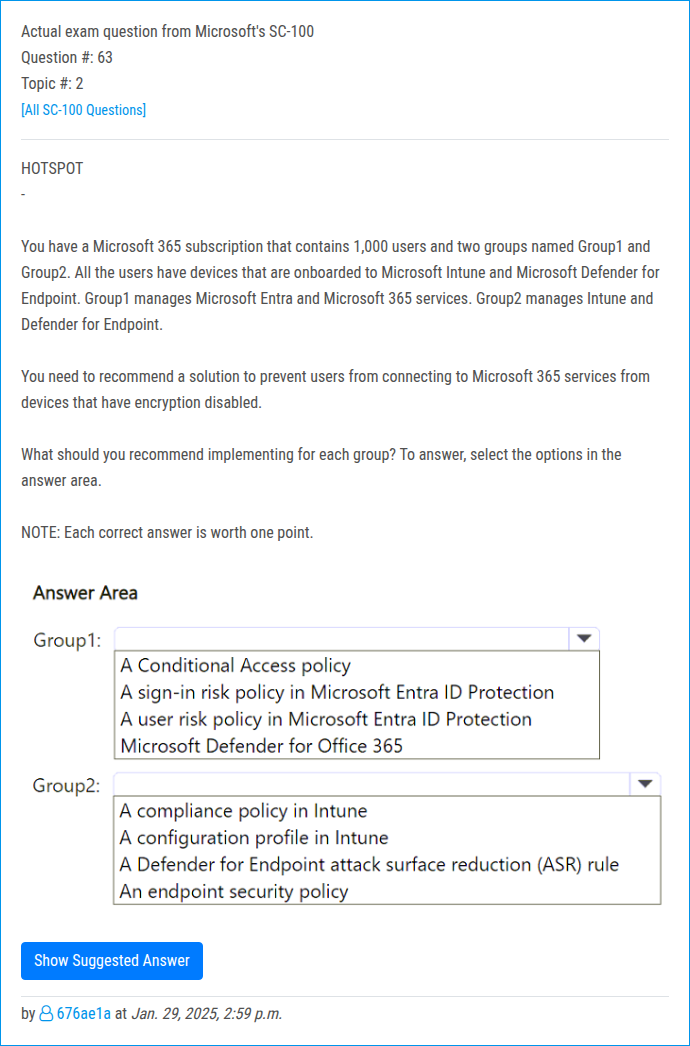 Actual exam question from Microsoft's SC-100
Question #: 63
Topic #: 2
[All SC-100 Questions]
HOTSPOT
-
You have a Microsoft 365 subscription that contains 1,000 users and two groups named Group1 and
Group2. All the users have devices that are onboarded to Microsoft Intune and Microsoft Defender for
Endpoint. Group1 manages Microsoft Entra and Microsoft 365 services. Group2 manages Intune and
Defender for Endpoint.
You need to recommend a solution to prevent users from connecting to Microsoft 365 services from
devices that have encryption disabled.
What should you recommend implementing for each group? To answer, select the options in the
answer area.
NOTE: Each correct answer is worth one point.
Answer Area
Group1:
A Conditional Access policy
A sign-in risk policy in Microsoft Entra ID Protection
A user risk policy in Microsoft Entra ID Protection
Microsoft Defender for Office 365
Group2:
A compliance policy in Intune
A configuration profile in Intune
A Defender for Endpoint attack surface reduction (ASR) rule
An endpoint security policy
Show Suggested Answer
by 676ae1a at Jan. 29, 2025, 2:59 p.m.